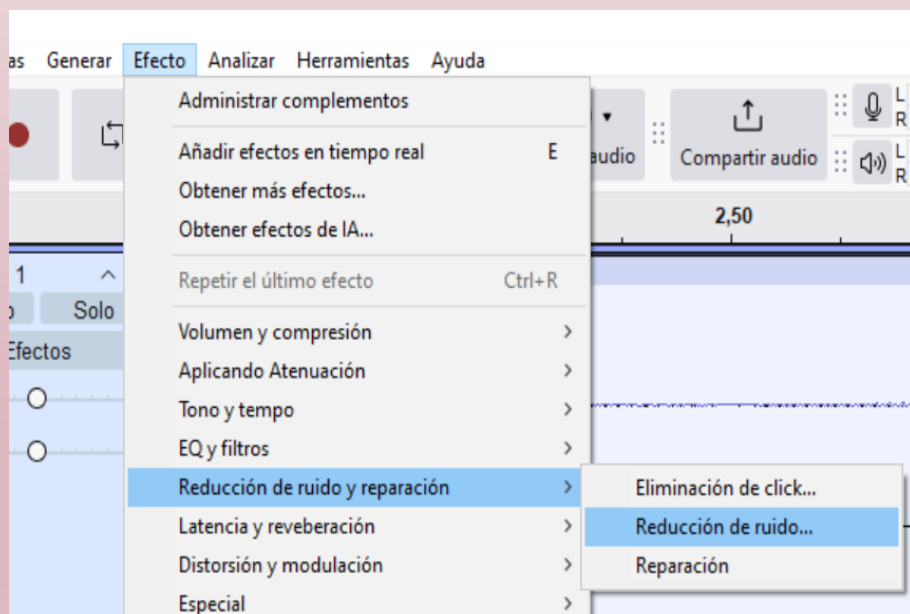 as Generar Efecto Analizar Herramientas Ayuda
Administrar complementos
Añadir efectos en tiempo real E
Obtener más efectos...
Obtener efectos de IA...
Repetir el último efecto Ctrl+R
Volumen y compresión
Aplicando Atenuación
Tono y tempo
EQ y filtros
Reducción de ruido y reparación
Latencia y reveberación
Distorsión y modulación
Especial
Eliminación de click...
Reducción de ruido...
Reparación
audio
Compartir audio
L
R
L
R
2,50
1
o Solo
Efectos